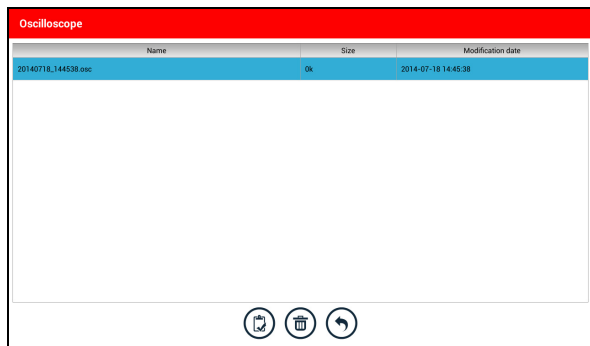 Oscilloscope
Name Size Modification date
20140718_144538.osc 0k 2014-07-18 14:45:38